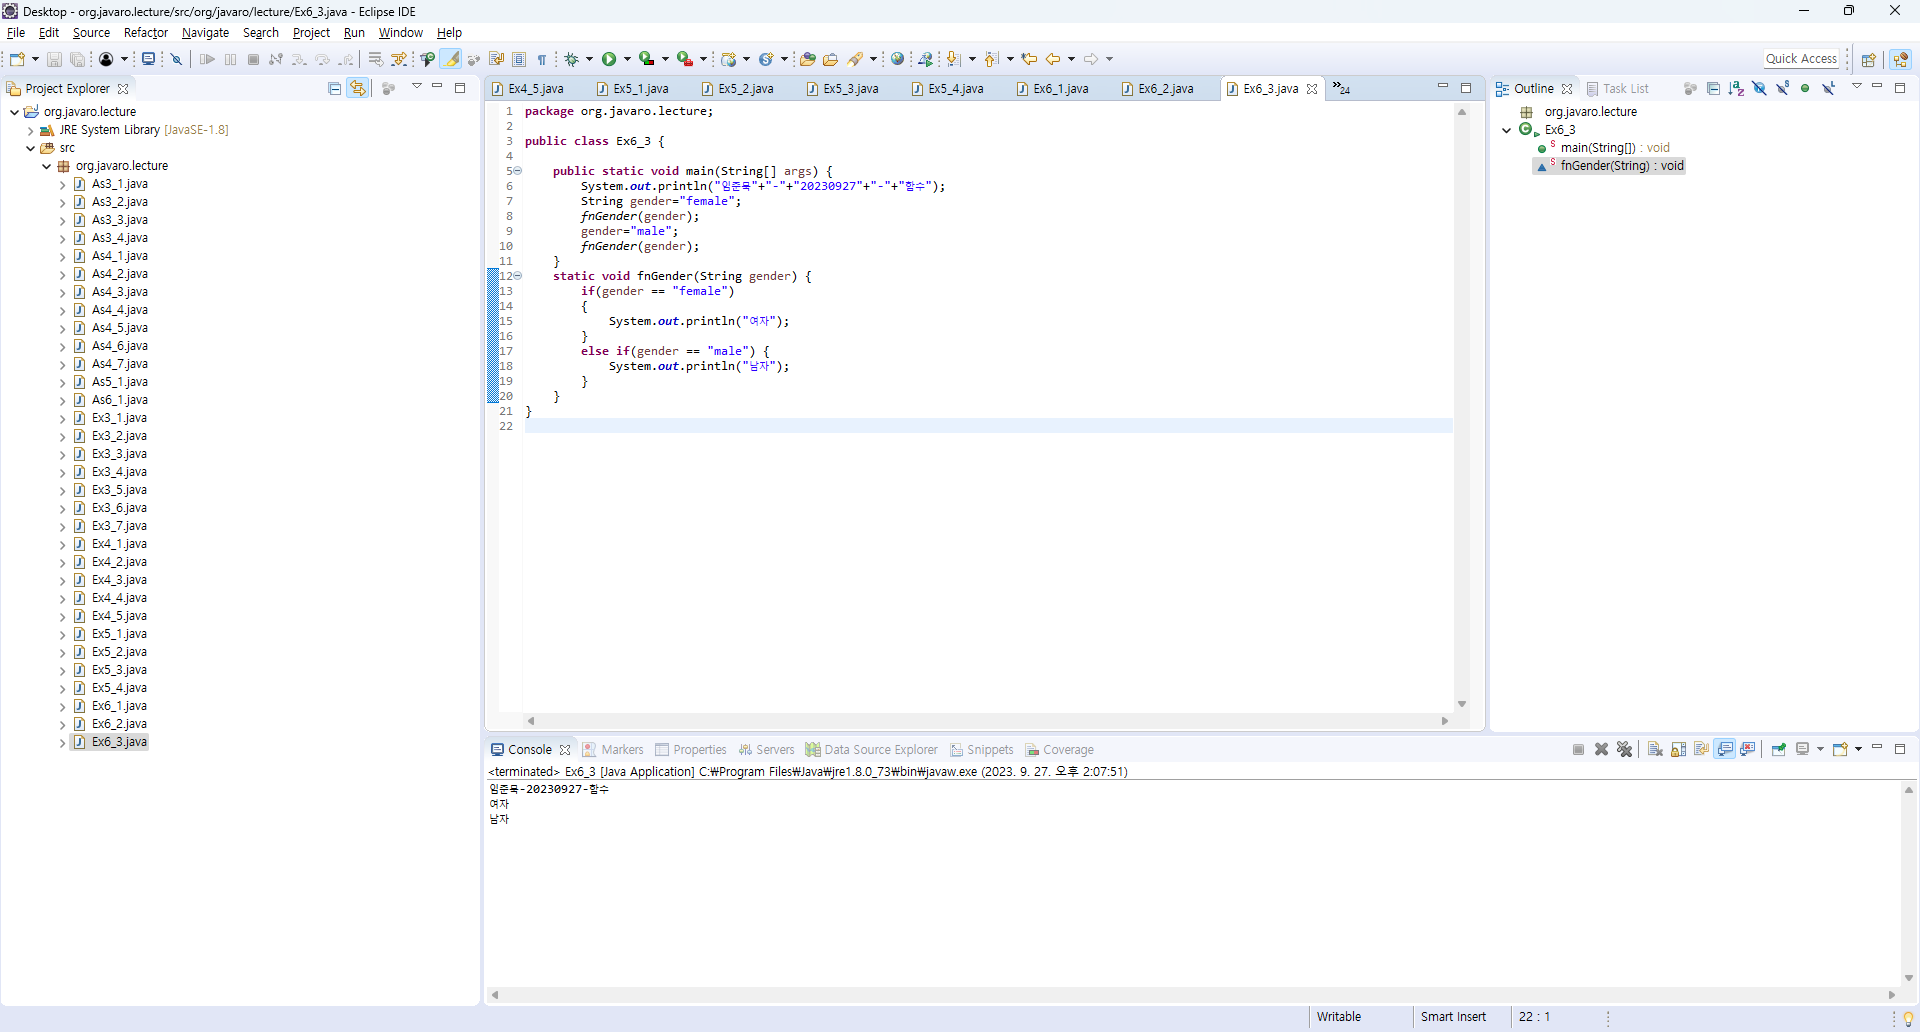 Desktop - org.javaro.lecture/src/org/javaro/lecture/Ex6_3.java - Eclipse IDE
File Edit Source Refactor Navigate Search Project Run Window Help
Quick Access
Project Explorer
org.javaro.lecture
JRE System Library [JavaSE-1.8]
src
org.javaro.lecture
As3_1.java
As3_2.java
As3_3.java
As3_4.java
As4_1.java
As4_2.java
As4_3.java
As4_4.java
As4_5.java
As4_6.java
As4_7.java
As5_1.java
As6_1.java
Ex3_1.java
Ex3_2.java
Ex3_3.java
Ex3_4.java
Ex3_5.java
Ex3_6.java
Ex3_7.java
Ex4_1.java
Ex4_2.java
Ex4_3.java
Ex4_4.java
Ex4_5.java
Ex5_1.java
Ex5_2.java
Ex5_3.java
Ex5_4.java
Ex6_1.java
Ex6_2.java
Ex6_3.java
Ex4_5.java Ex5_1.java Ex5_2.java Ex5_3.java Ex5_4.java Ex6_1.java Ex6_2.java Ex6_3.java »24
1 package org.javaro.lecture;
2
3 public class Ex6_3 {
4
5 public static void main(String[] args) {
6 System.out.println("임준묵"+"-"+"20230927"+"-"+"함수");
7 String gender="female";
8 fnGender(gender);
9 gender="male";
10 fnGender(gender);
11 }
12 static void fnGender(String gender) {
13 if(gender == "female")
14 {
15 System.out.println("여자");
16 }
17 else if(gender == "male") {
18 System.out.println("남자");
19 }
20 }
21 }
22
Outline Task List
org.javaro.lecture
Ex6_3
main(String[]) : void
fnGender(String) : void
Console Markers Properties Servers Data Source Explorer Snippets Coverage
<terminated> Ex6_3 [Java Application] C:₩Program Files₩Java₩jre1.8.0_73₩bin₩javaw.exe (2023. 9. 27. 오후 2:07:51)
임준묵-20230927-함수
여자
남자
Writable Smart Insert 22 : 1